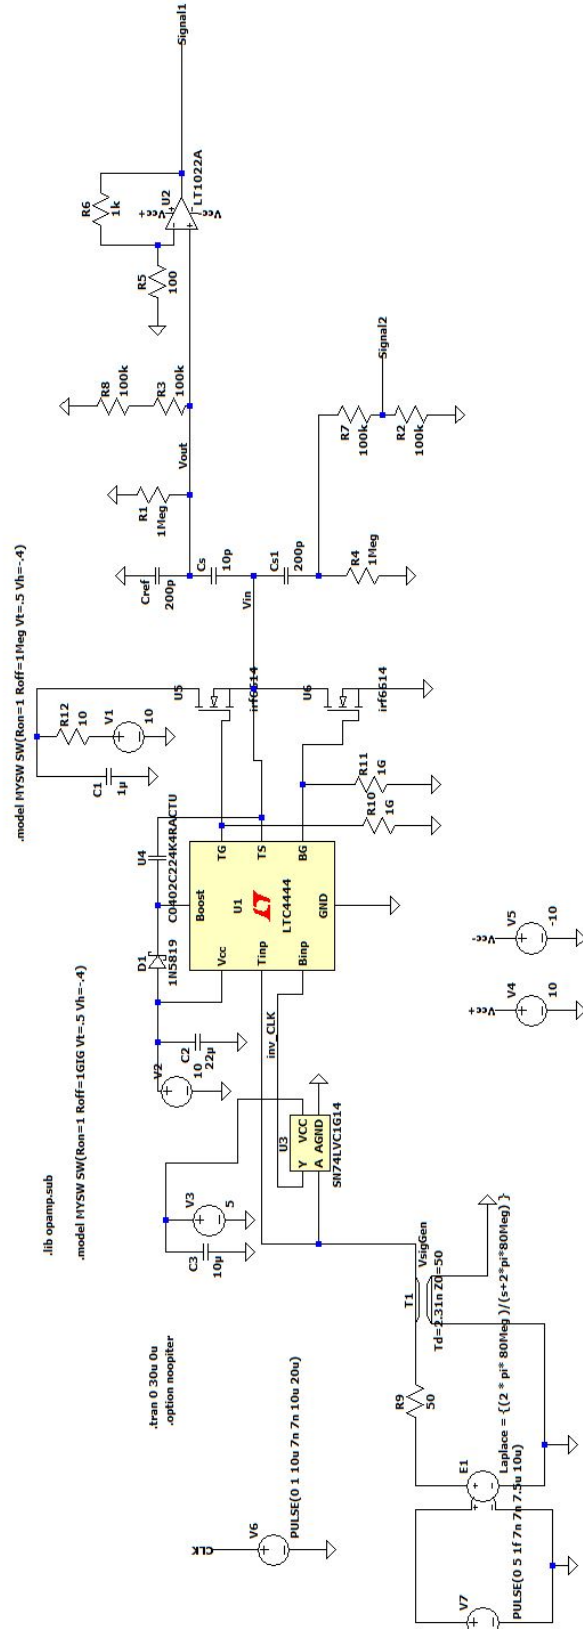 .model MYSW SW(Ron=1 Roff=1Meg Vt=.5 Vh=-.4)
.lib opamp.sub
.model MYSW SW(Ron=1 Roff=1GIG Vt=.5 Vh=-.4)
.tran 0 30u 0u
.option noopiter
CLK
V6
PULSE(0 1 10u 7n 7n 10u 20u)
V7
PULSE(0 5 1f 7n 7n 7.5u 10u)
E1
Laplace = {(2 * pi* 80Meg )/(s+2*pi*80Meg) }
R9
50
T1
Td=2.31n Z0=50
VsigGen
C3
10µ
V3
5
U3
Y VCC
A AGND
SN74LVC1G14
inv_CLK
V2
10
C2
22µ
D1
1N5819
U4
C0402C224K4RACTU
Vcc
Boost
TG
Tinp
U1
TS
LTC4444
Binp
GND
BG
C1
1µ
R12
10
V1
10
U5
irf6614
U6
irf6614
R10
1G
R11
1G
Vcc-
V5
-10
Vcc+
V4
10
Cref
200p
Cs
10p
Vin
Cs1
200p
R4
1Meg
R1
1Meg
Vout
R8
100k
R3
100k
R7
100k
R2
100k
Signal2
R5
100
R6
1k
U2
Vcc+
Vcc-
LT1022A
Signal1